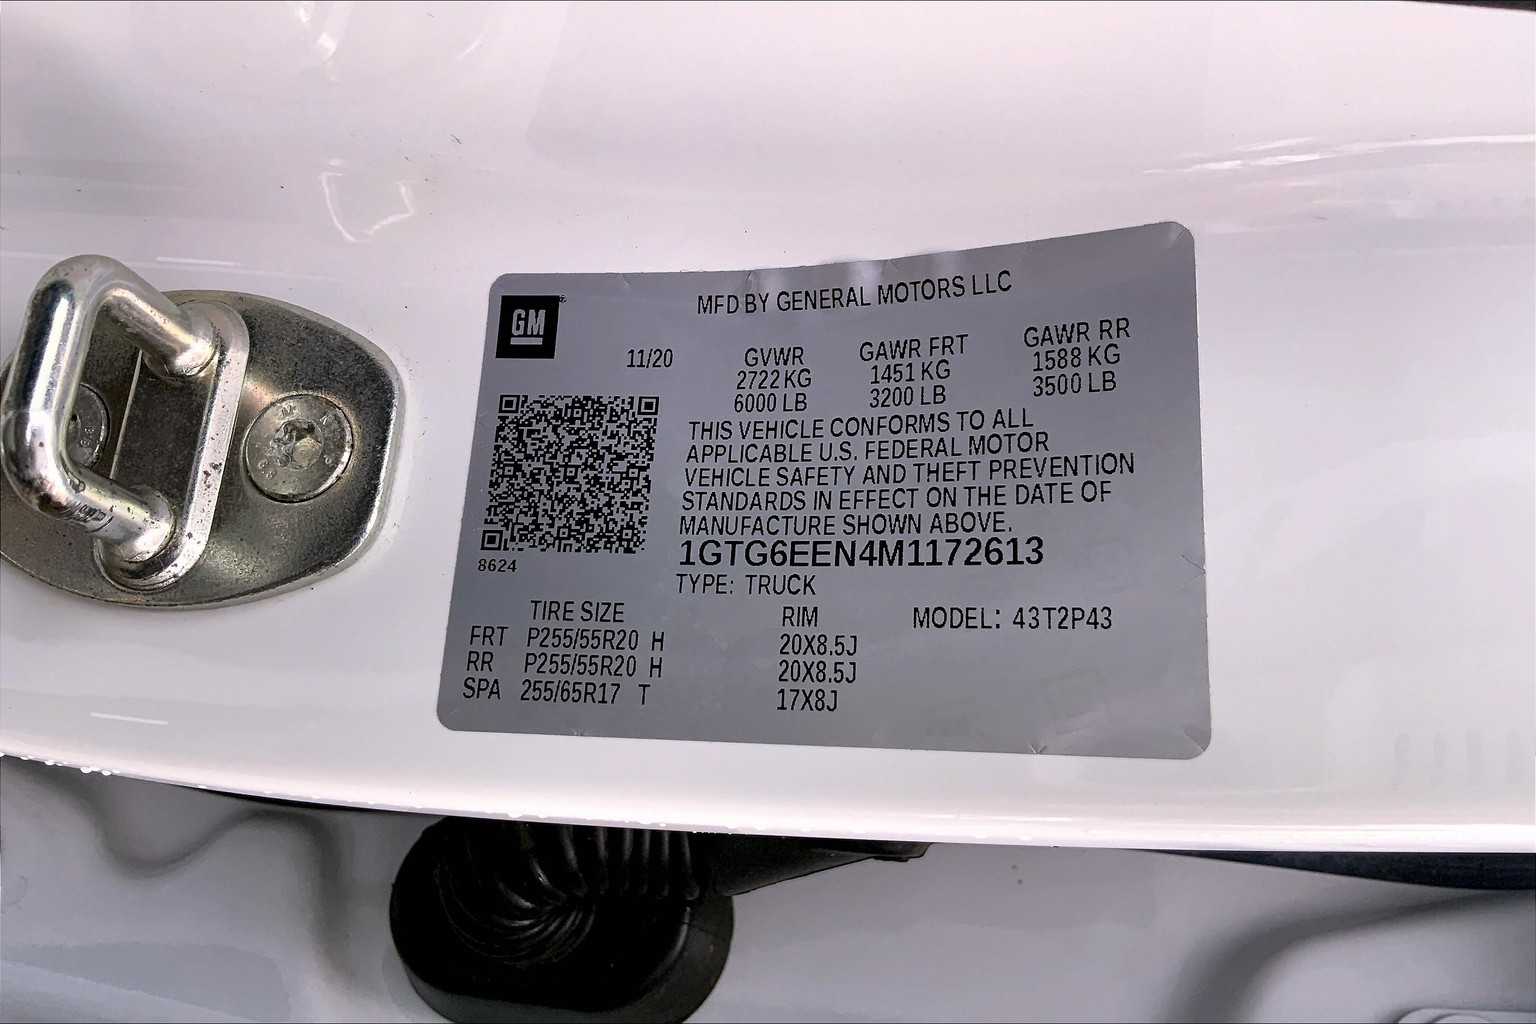 GM
MFD BY GENERAL MOTORS LLC
11/20 GVWR GAWR FRT GAWR RR
2722 KG 1451 KG 1588 KG
6000 LB 3200 LB 3500 LB
THIS VEHICLE CONFORMS TO ALL
APPLICABLE U.S. FEDERAL MOTOR
VEHICLE SAFETY AND THEFT PREVENTION
STANDARDS IN EFFECT ON THE DATE OF
MANUFACTURE SHOWN ABOVE.
1GTG6EEN4M1172613
8624
TYPE: TRUCK
TIRE SIZE RIM MODEL: 43T2P43
FRT P255/55R20 H 20X8.5J
RR P255/55R20 H 20X8.5J
SPA 255/65R17 T 17X8J